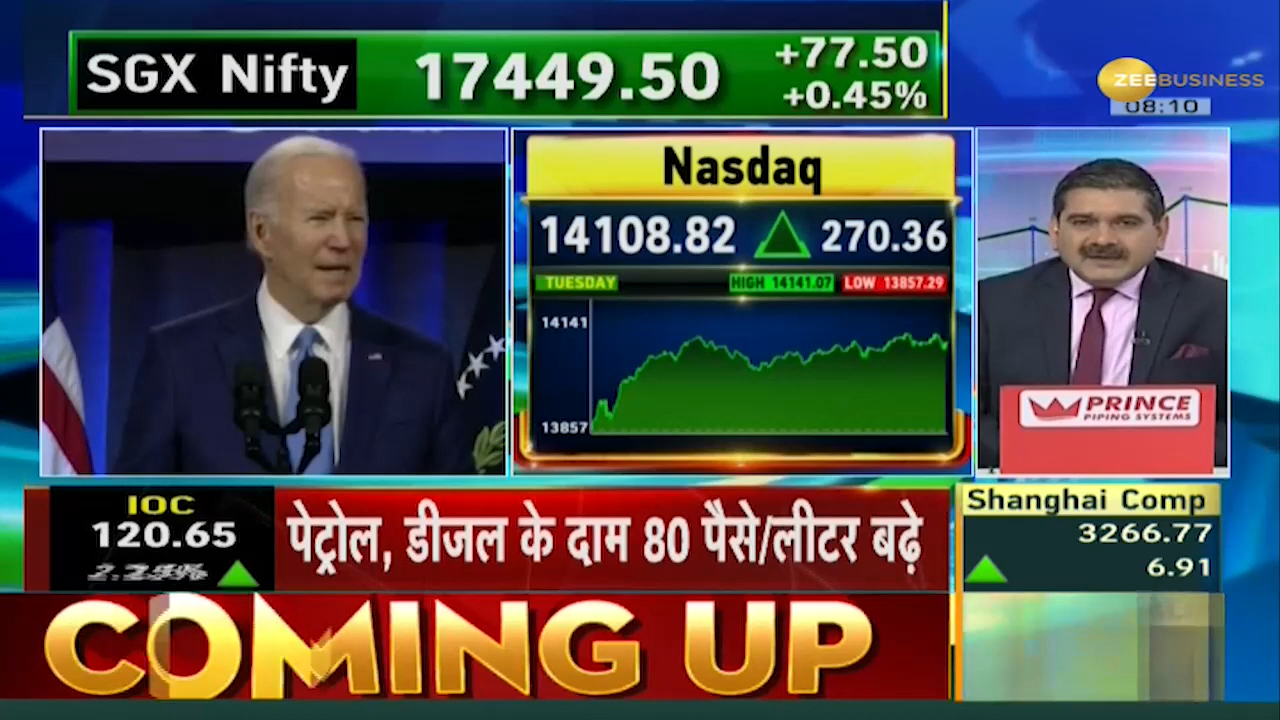 SGX Nifty 17449.50 +77.50
+0.45%
ZEEBUSINESS
08:10
Nasdaq
14108.82 270.36
TUESDAY HIGH 14141.07 LOW 13857.29
14141
13857
PRINCE
PIPING SYSTEMS
IOC
120.65
पेट्रोल, डीजल के दाम 80 पैसे/लीटर बढ़े
Shanghai Comp
3266.77
6.91
COMING UP